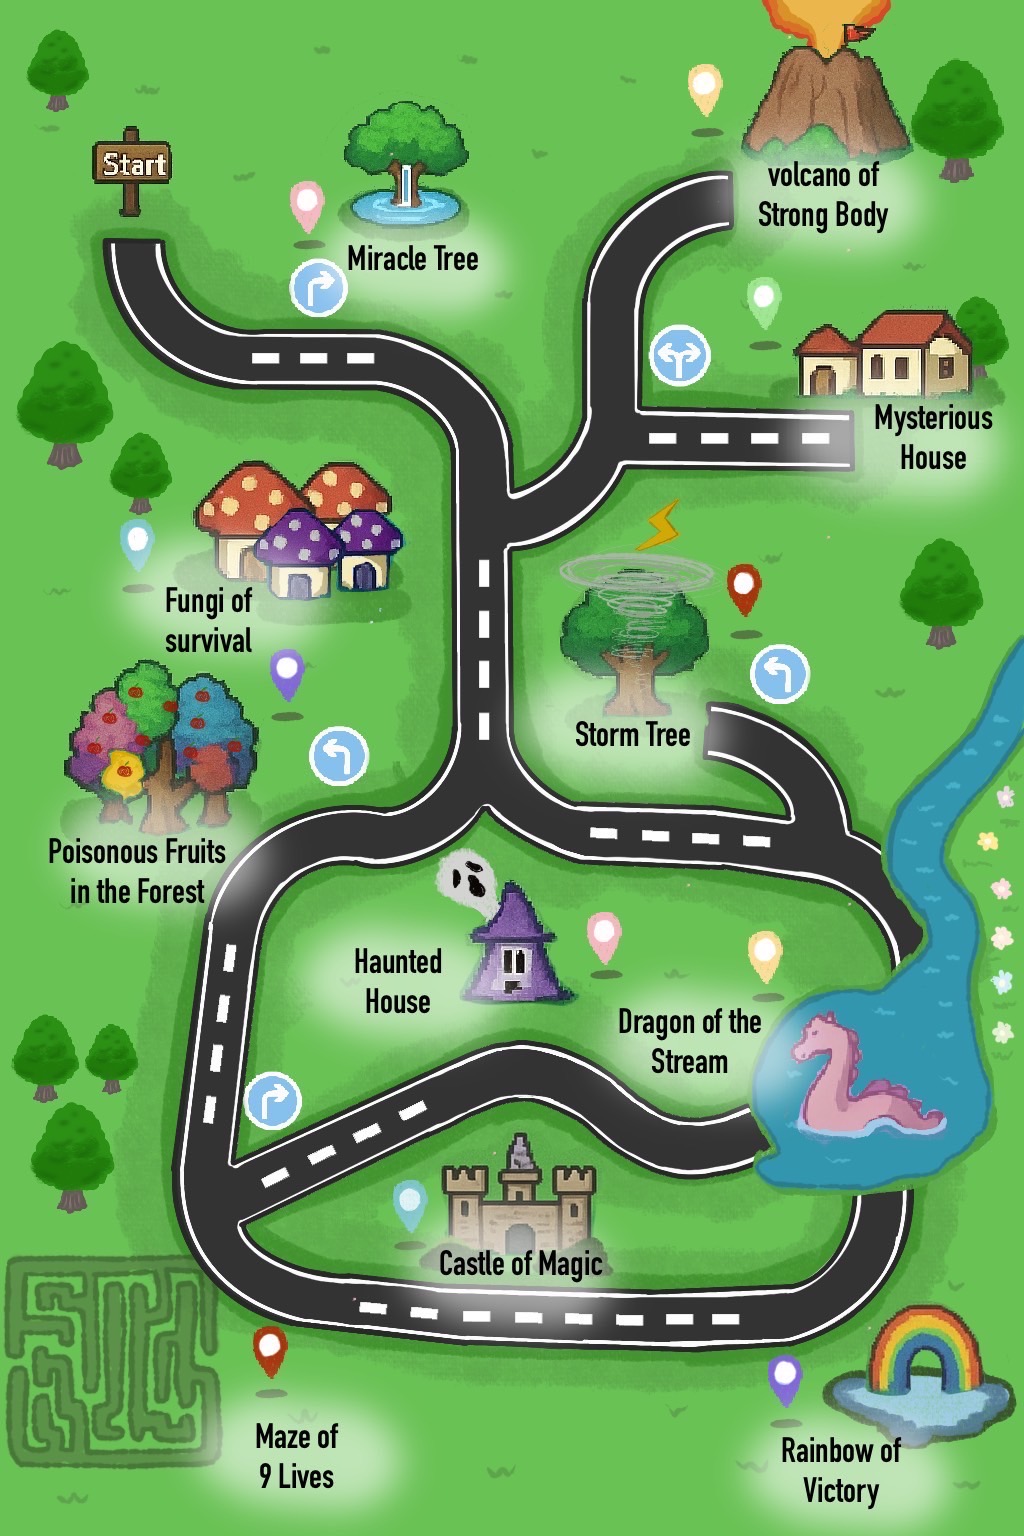 Start
Miracle Tree
volcano of
Strong Body
Mysterious
House
Fungi of
survival
Storm Tree
Poisonous Fruits
in the Forest
Haunted
House
Dragon of the
Stream
Castle of Magic
Maze of
9 Lives
Rainbow of
Victory